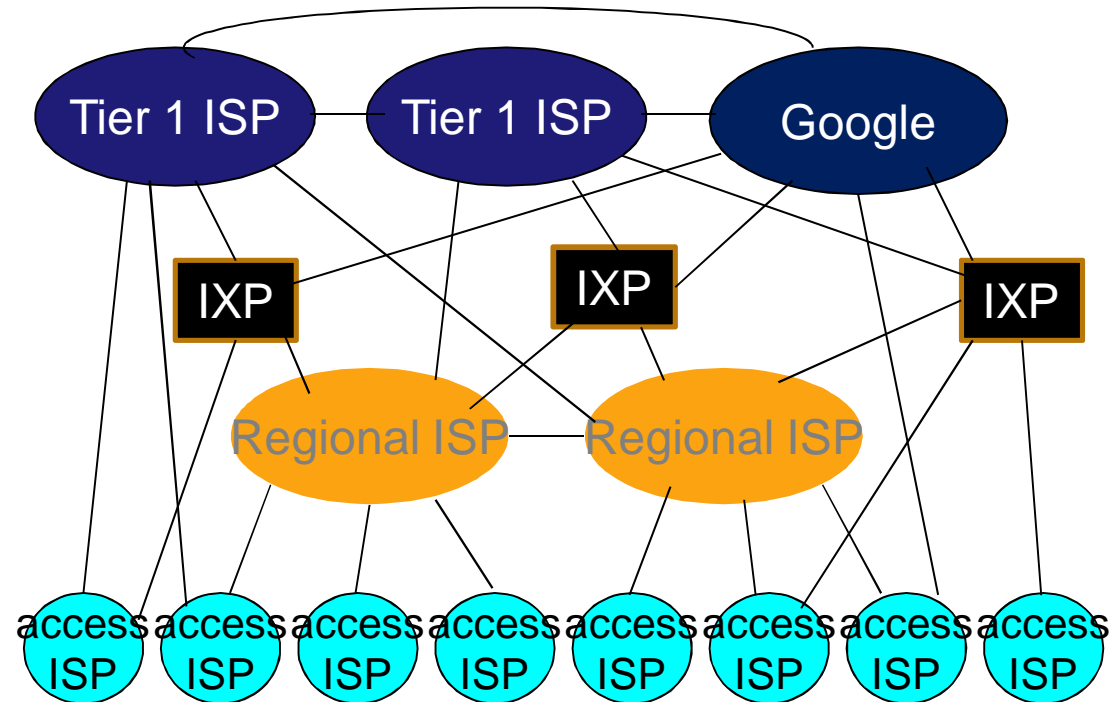 Tier 1 ISP
Tier 1 ISP
Google
IXP
IXP
IXP
Regional ISP
Regional ISP
access
ISP
access
ISP
access
ISP
access
ISP
access
ISP
access
ISP
access
ISP
access
ISP